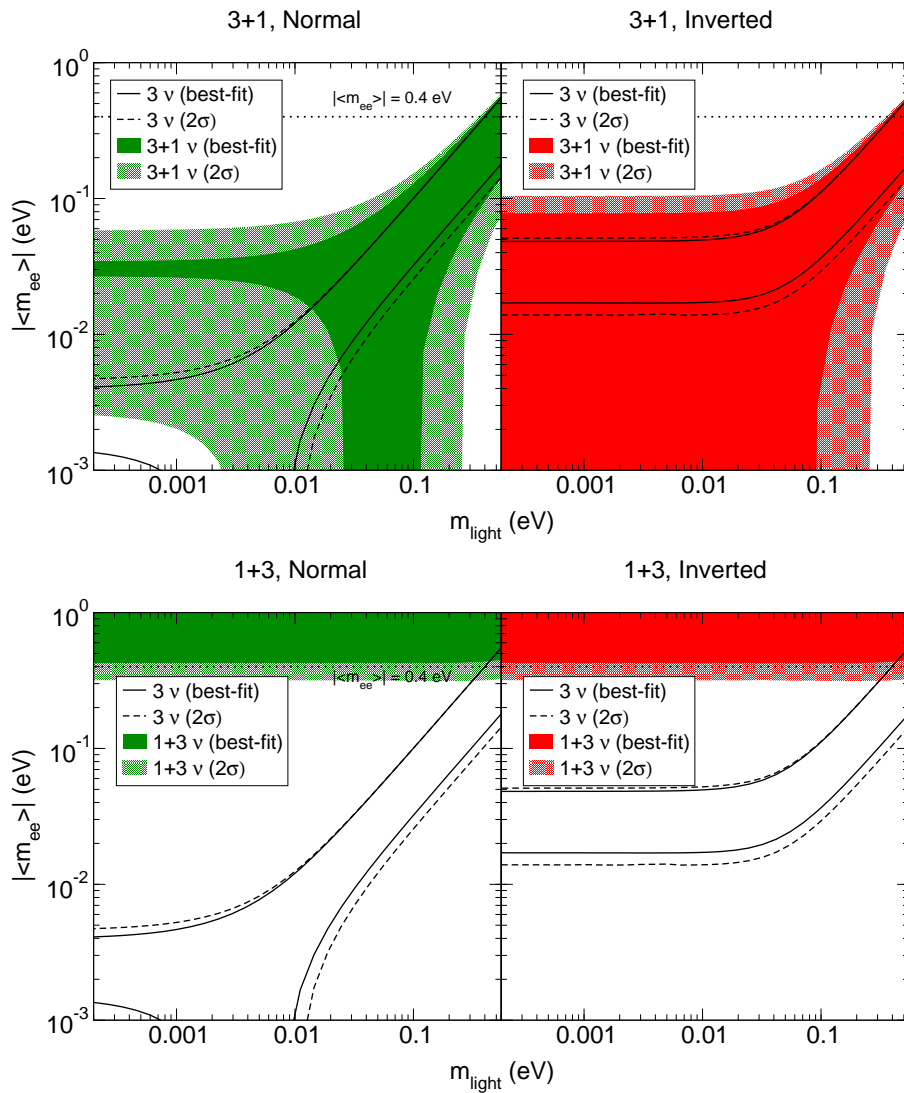 3+1, Normal
3+1, Inverted
10^0
10^-1
10^-2
10^-3
|<m_ee>| (eV)
3 ν (best-fit)
3 ν (2σ)
3+1 ν (best-fit)
3+1 ν (2σ)
|<m_ee>| = 0.4 eV
3 ν (best-fit)
3 ν (2σ)
3+1 ν (best-fit)
3+1 ν (2σ)
0.001 0.01 0.1
0.001 0.01 0.1
m_light (eV)
m_light (eV)
1+3, Normal
1+3, Inverted
10^0
10^-1
10^-2
10^-3
|<m_ee>| (eV)
|<m_ee>| = 0.4 eV
3 ν (best-fit)
3 ν (2σ)
1+3 ν (best-fit)
1+3 ν (2σ)
3 ν (best-fit)
3 ν (2σ)
1+3 ν (best-fit)
1+3 ν (2σ)
0.001 0.01 0.1
0.001 0.01 0.1
m_light (eV)
m_light (eV)